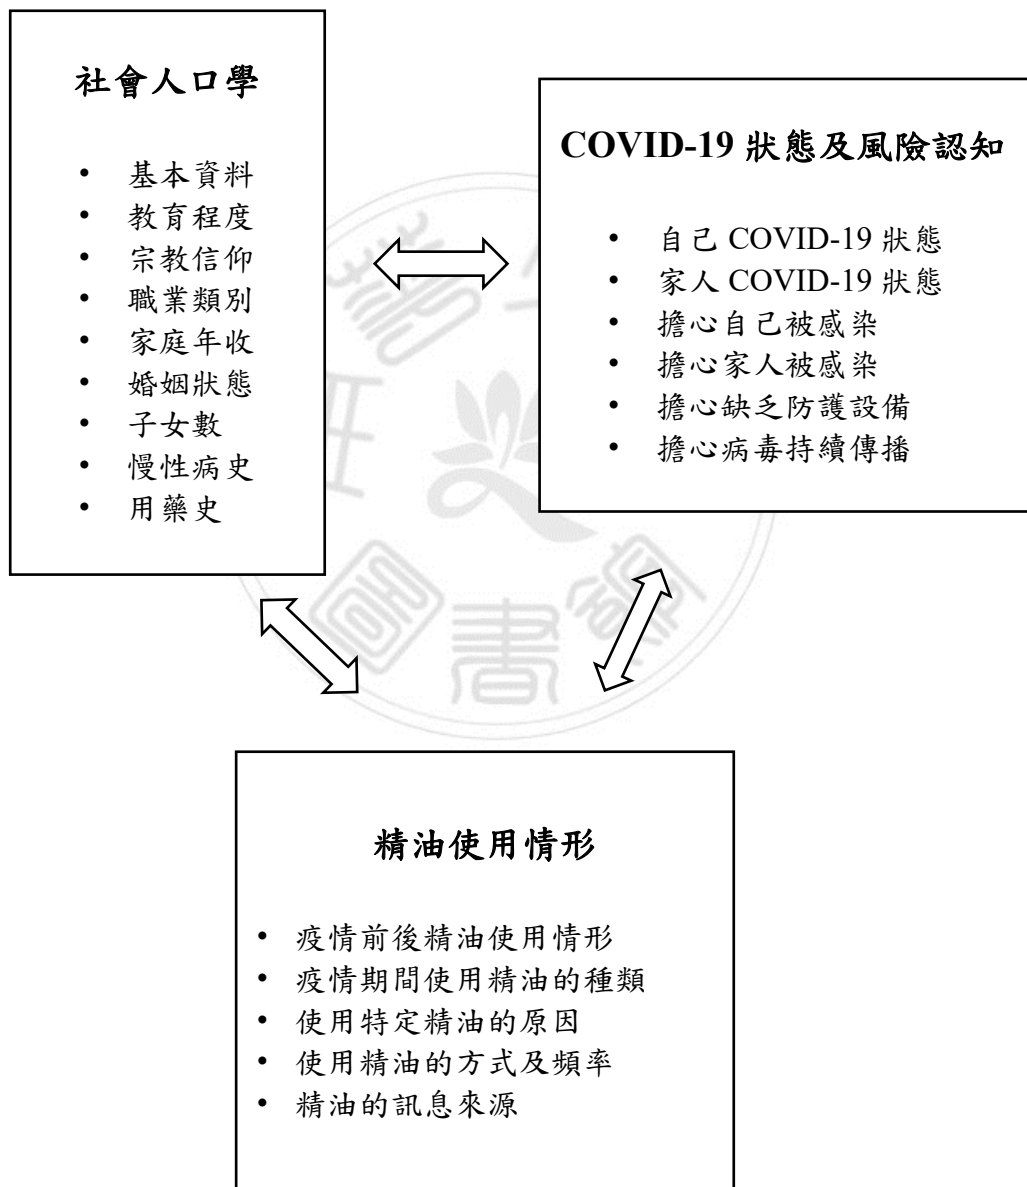 社會人口學
• 基本資料
• 教育程度
• 宗教信仰
• 職業類別
• 家庭年收
• 婚姻狀態
• 子女數
• 慢性病史
• 用藥史
COVID-19 狀態及風險認知
• 自己 COVID-19 狀態
• 家人 COVID-19 狀態
• 擔心自己被感染
• 擔心家人被感染
• 擔心缺乏防護設備
• 擔心病毒持續傳播
精油使用情形
• 疫情前後精油使用情形
• 疫情期間使用精油的種類
• 使用特定精油的原因
• 使用精油的方式及頻率
• 精油的訊息來源